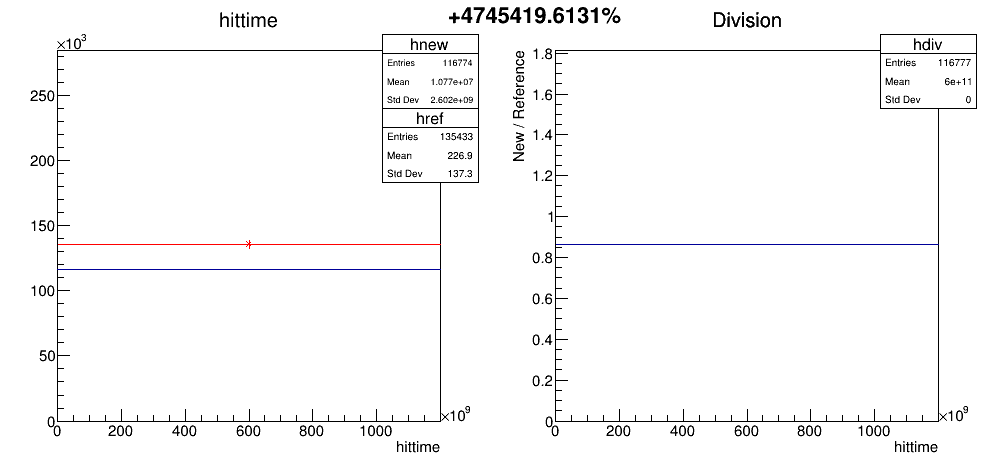 +4745419.6131%
hittime
×10³
hnew
Entries 116774
Mean 1.077e+07
Std Dev 2.602e+09
href
Entries 135433
Mean 226.9
Std Dev 137.3
250
200
150
100
50
0
0 200 400 600 800 1000
×10⁹
hittime
Division
hdiv
Entries 116777
Mean 6e+11
Std Dev 0
New / Reference
1.8
1.6
1.4
1.2
1
0.8
0.6
0.4
0.2
0
0 200 400 600 800 1000
×10⁹
hittime